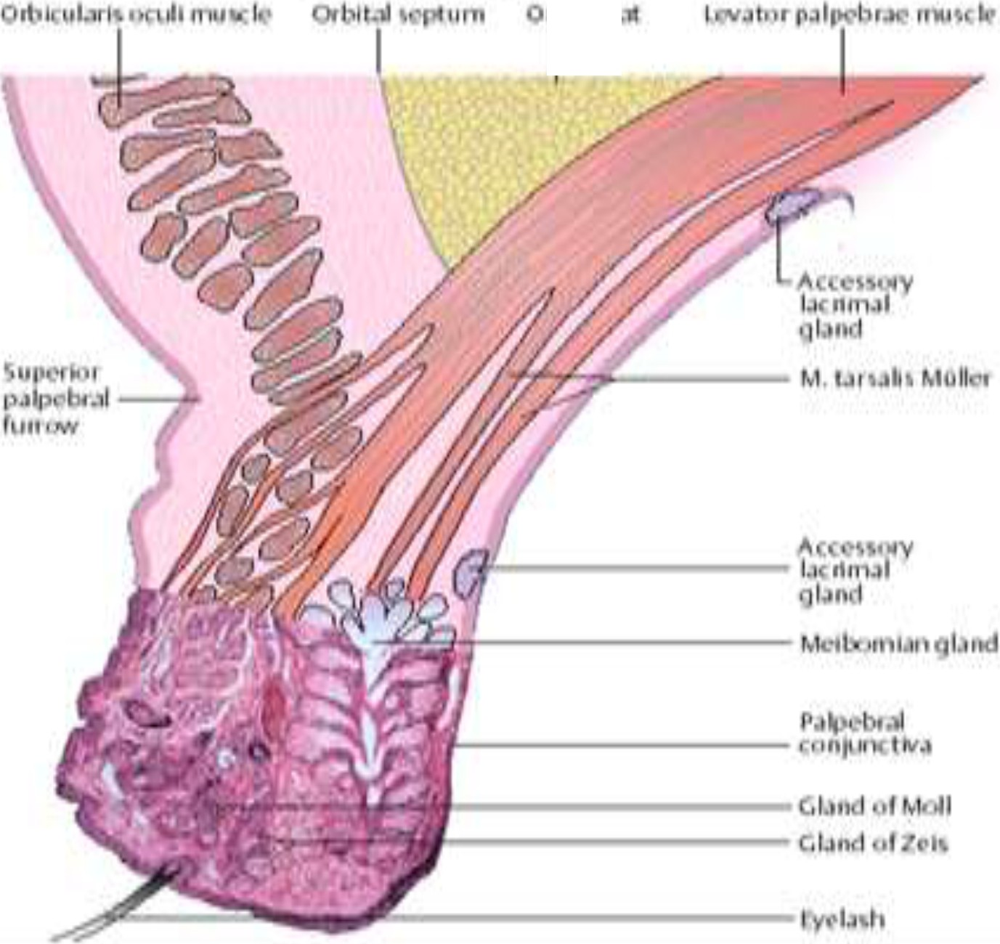 Orbicularis oculi muscle
Orbital septum
Levator palpebrae muscle
Accessory
lacrimal
gland
Superior
palpebral
furrow
M. tarsalis Müller
Accessory
lacrimal
gland
Meibomian gland
Palpebral
conjunctiva
Gland of Moll
Gland of Zeis
Eyelash